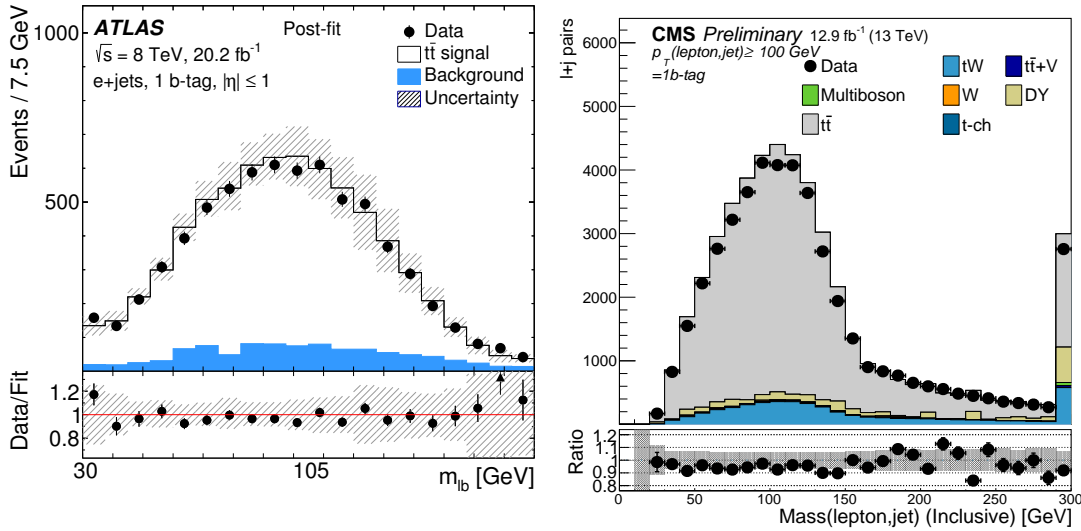 ATLAS Post-fit
√s = 8 TeV, 20.2 fb⁻¹
e+jets, 1 b-tag, |η| ≤ 1
Data
tt̄ signal
Background
Uncertainty
Events / 7.5 GeV
1000
500
Data/Fit
1.2
1
0.8
30 105
m_lb [GeV]
CMS Preliminary 12.9 fb⁻¹ (13 TeV)
p_T(lepton,jet) ≥ 100 GeV
=1b-tag
Data tW tt̄+V
Multiboson W DY
tt̄ t-ch
l+j pairs
6000
5000
4000
3000
2000
1000
Ratio
1.2
1.1
1
0.9
0.8
0 50 100 150 200 250 300
Mass(lepton,jet) (Inclusive) [GeV]